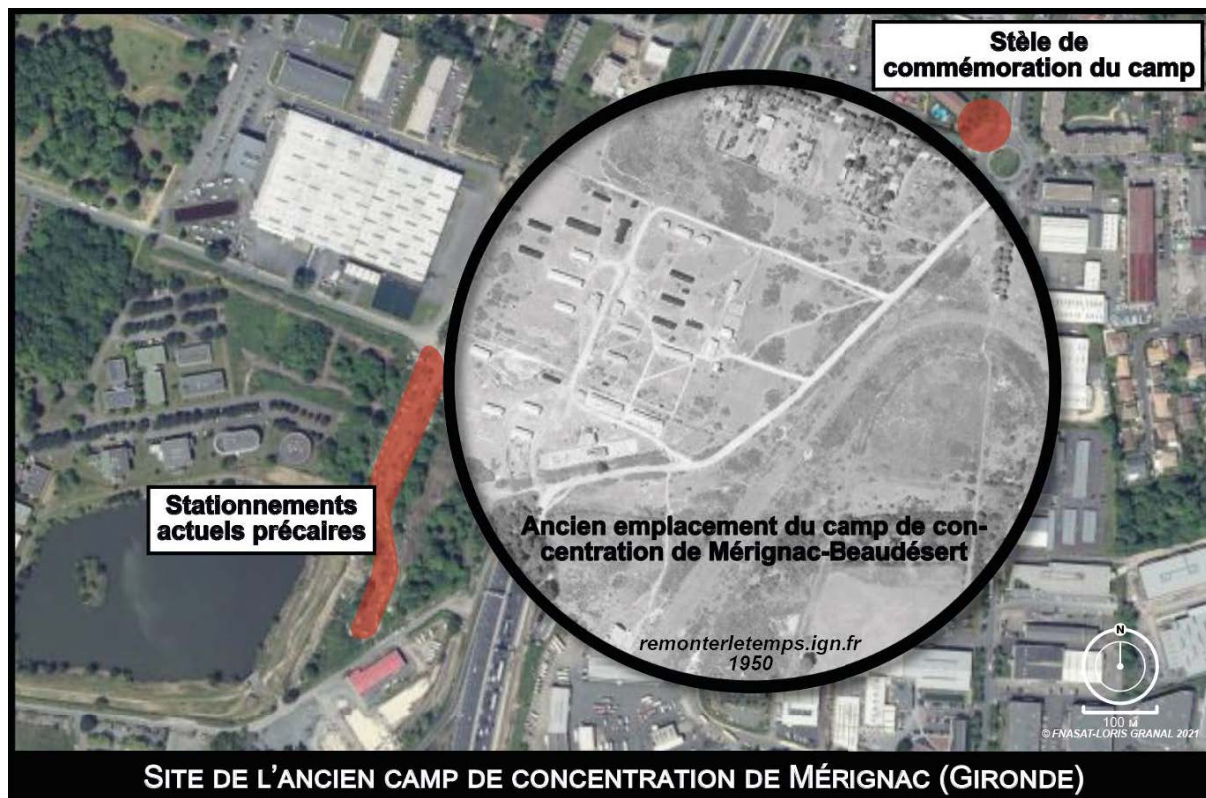 Stèle de
commémoration du camp
Stationnements
actuels précaires
Ancien emplacement du camp de con-
centration de Mérignac-Beaudésert
remonterletemps.ign.fr
1950
N
100 M
© FNASAT-LORIS GRANAL 2021
SITE DE L'ANCIEN CAMP DE CONCENTRATION DE MÉRIGNAC (GIRONDE)